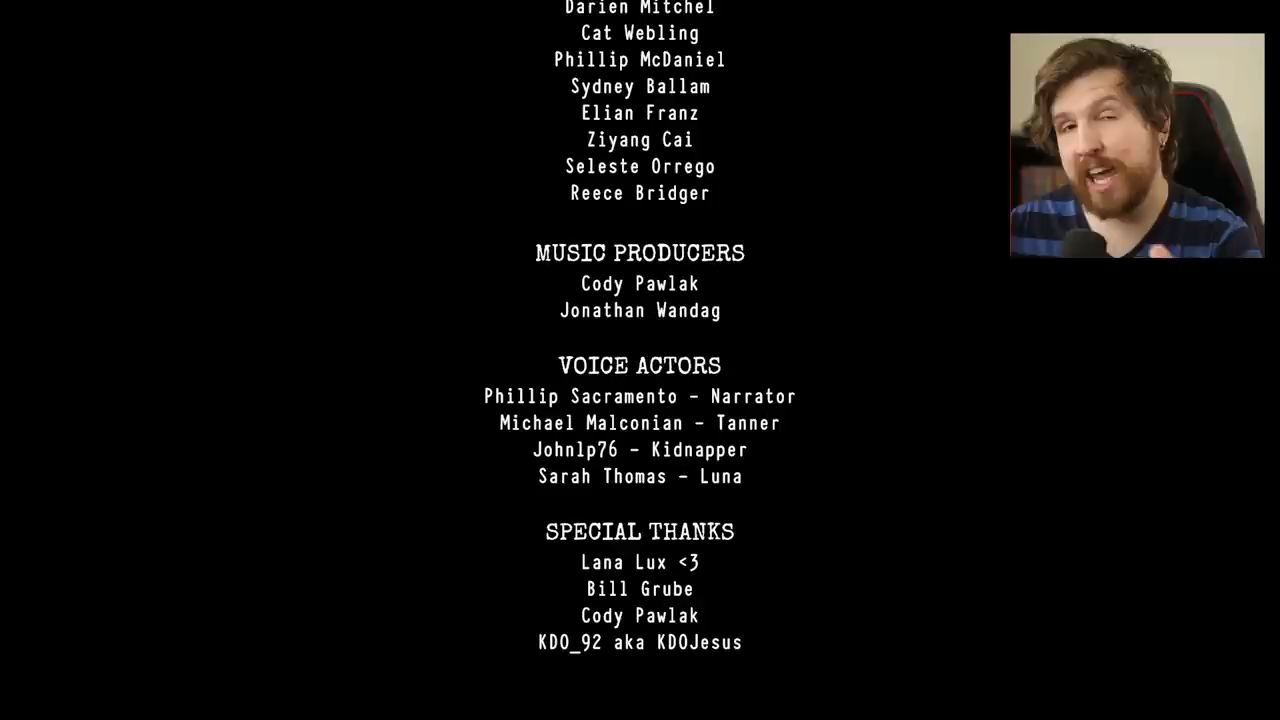 Darien Mitchel
Cat Webling
Phillip McDaniel
Sydney Ballam
Elian Franz
Ziyang Cai
Seleste Orrego
Reece Bridger
MUSIC PRODUCERS
Cody Pawlak
Jonathan Wandag
VOICE ACTORS
Phillip Sacramento - Narrator
Michael Malconian - Tanner
Johnlp76 - Kidnapper
Sarah Thomas - Luna
SPECIAL THANKS
Lana Lux <3
Bill Grube
Cody Pawlak
KDO_92 aka KDOJesus